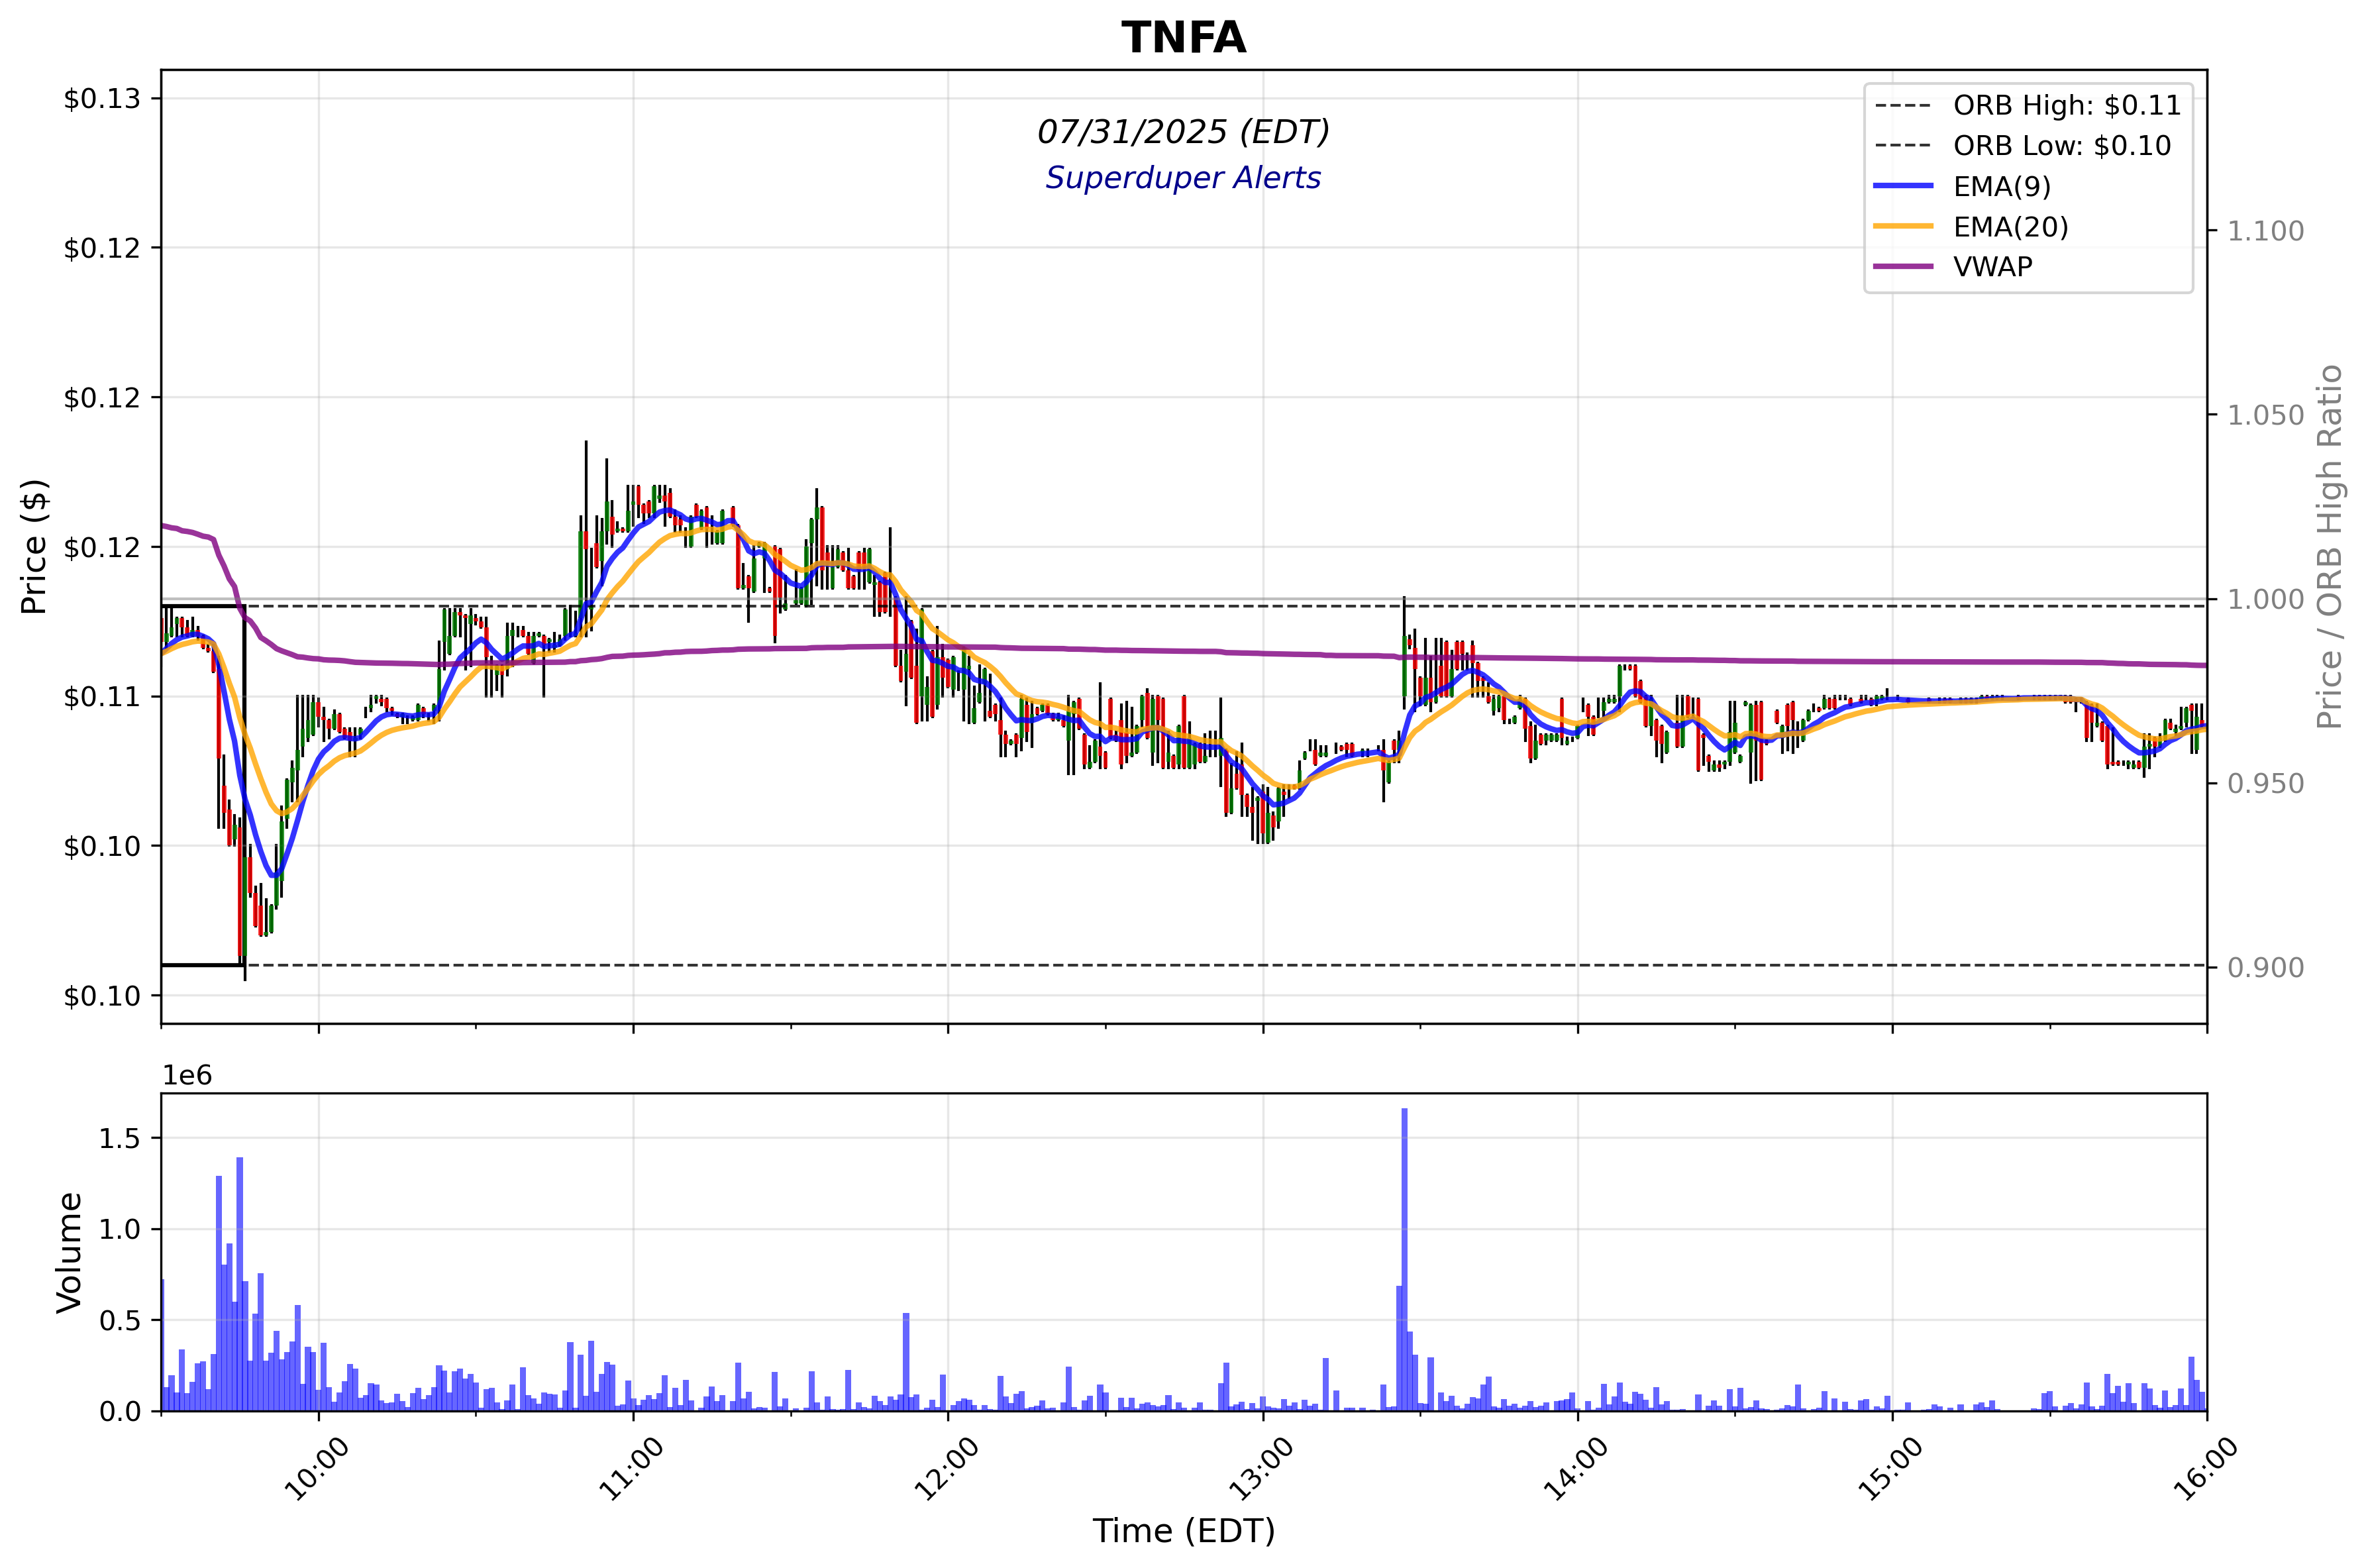 TNFA
07/31/2025 (EDT)
Superduper Alerts
ORB High: $0.11
ORB Low: $0.10
EMA(9)
EMA(20)
VWAP
Price ($)
$0.13
$0.12
$0.12
$0.12
$0.11
$0.10
$0.10
Price / ORB High Ratio
1.100
1.050
1.000
0.950
0.900
1e6
Volume
1.5
1.0
0.5
0.0
10:00
11:00
12:00
13:00
14:00
15:00
16:00
Time (EDT)